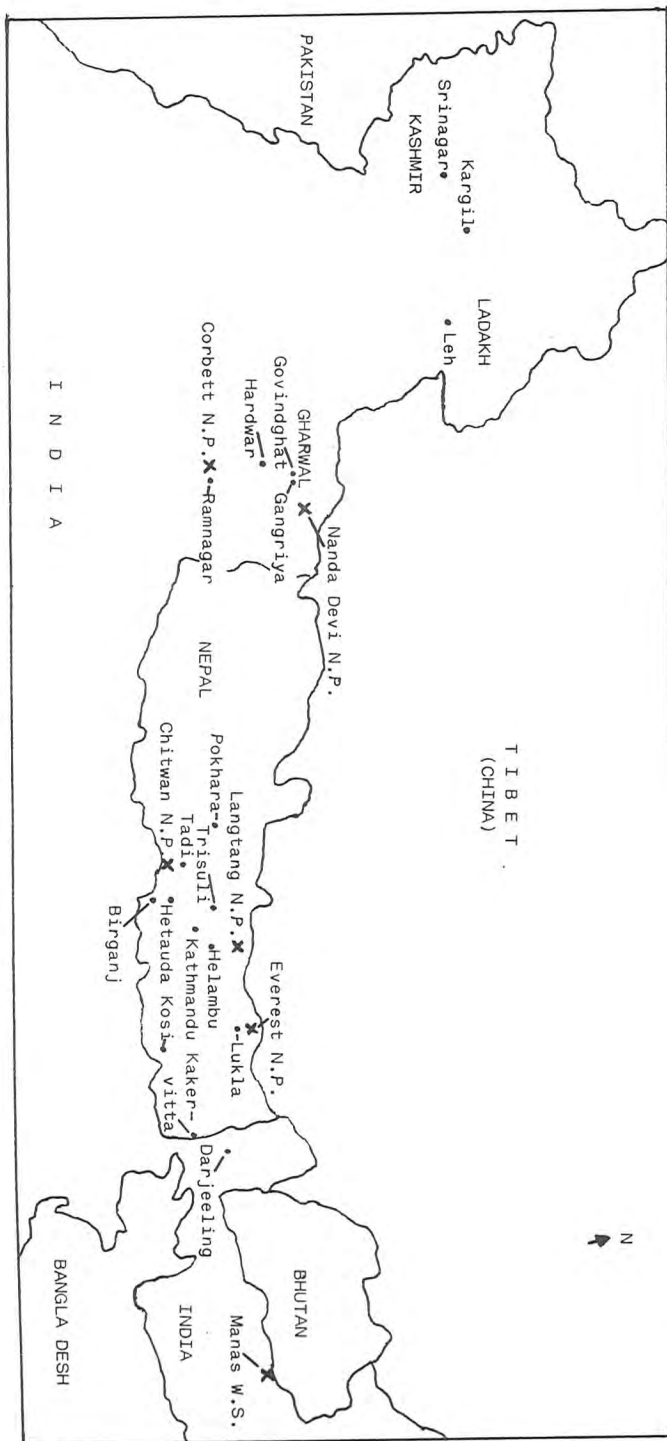 PAKISTAN
Srinagar
KASHMIR
Kargil
LADAKH
Leh
T I B E T
(CHINA)
N
GHARWAL
Govindghat
Hardwar
Gangriya
Nanda Devi N.P.
Corbett N.P.
Ramnagar
I N D I A
NEPAL
Pokhara
Langtang N.P.
Trisuli
Tadi
Chitwan N.P
Everest N.P.
Lukla
Helambu
Kathmandu
Hetauda
Birganj
Kosi
Kaker-
vitta
Darjeeling
BHUTAN
Manas W.S.
INDIA
BANGLA DESH